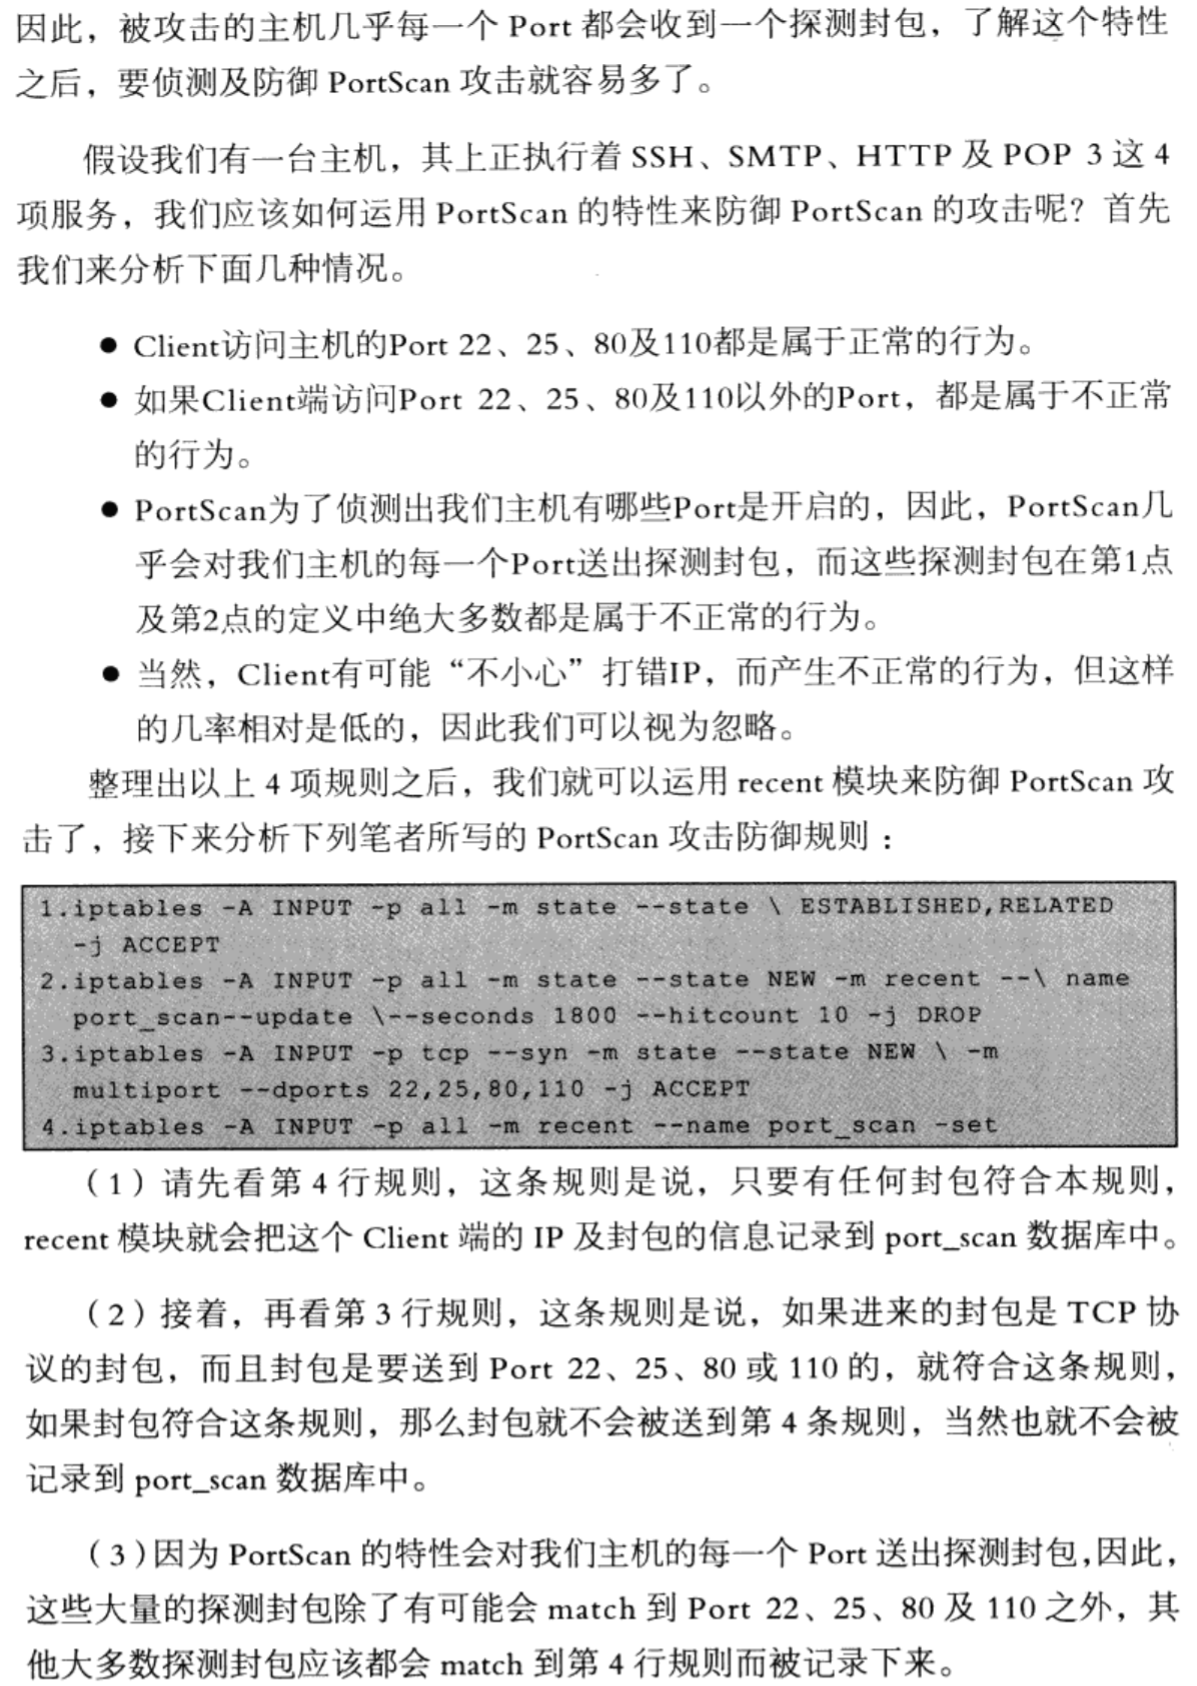 因此，被攻击的主机几乎每一个 Port 都会收到一个探测封包，了解这个特性
之后，要侦测及防御 PortScan 攻击就容易多了。
假设我们有一台主机，其上正执行着 SSH、SMTP、HTTP 及 POP 3 这 4
项服务，我们应该如何运用 PortScan 的特性来防御 PortScan 的攻击呢？首先
我们来分析下面几种情况。
● Client访问主机的Port 22、25、80及110都是属于正常的行为。
● 如果Client端访问Port 22、25、80及110以外的Port，都是属于不正常
的行为。
● PortScan为了侦测出我们主机有哪些Port是开启的，因此，PortScan几
乎会对我们主机的每一个Port送出探测封包，而这些探测封包在第1点
及第2点的定义中绝大多数都是属于不正常的行为。
● 当然，Client有可能“不小心”打错IP，而产生不正常的行为，但这样
的几率相对是低的，因此我们可以视为忽略。
整理出以上 4 项规则之后，我们就可以运用 recent 模块来防御 PortScan 攻
击了，接下来分析下列笔者所写的 PortScan 攻击防御规则：
1.iptables -A INPUT -p all -m state --state \ ESTABLISHED,RELATED
-j ACCEPT
2.iptables -A INPUT -p all -m state --state NEW -m recent --\ name
port_scan--update \--seconds 1800 --hitcount 10 -j DROP
3.iptables -A INPUT -p tcp --syn -m state --state NEW \ -m
multiport --dports 22,25,80,110 -j ACCEPT
4.iptables -A INPUT -p all -m recent --name port_scan -set
（1）请先看第 4 行规则，这条规则是说，只要有任何封包符合本规则，
recent 模块就会把这个 Client 端的 IP 及封包的信息记录到 port_scan 数据库中。
（2）接着，再看第 3 行规则，这条规则是说，如果进来的封包是 TCP 协
议的封包，而且封包是要送到 Port 22、25、80 或 110 的，就符合这条规则，
如果封包符合这条规则，那么封包就不会被送到第 4 条规则，当然也就不会被
记录到 port_scan 数据库中。
（3）因为 PortScan 的特性会对我们主机的每一个 Port 送出探测封包，因此，
这些大量的探测封包除了有可能会 match 到 Port 22、25、80 及 110 之外，其
他大多数探测封包应该都会 match 到第 4 行规则而被记录下来。